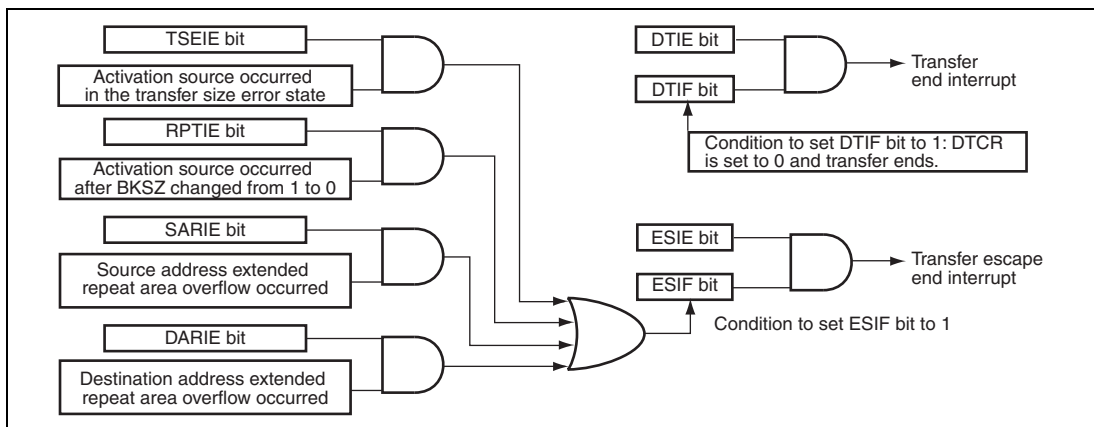 TSEIE bit
Activation source occurred
in the transfer size error state
RPTIE bit
Activation source occurred
after BKSZ changed from 1 to 0
SARIE bit
Source address extended
repeat area overflow occurred
DARIE bit
Destination address extended
repeat area overflow occurred
DTIE bit
DTIF bit
Transfer
end interrupt
Condition to set DTIF bit to 1: DTCR
is set to 0 and transfer ends.
ESIE bit
ESIF bit
Transfer escape
end interrupt
Condition to set ESIF bit to 1